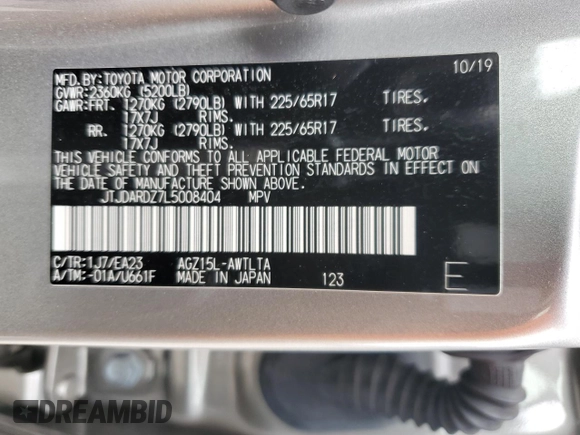 MFD.BY:TOYOTA MOTOR CORPORATION 10/19
GVWR:2360KG (5200LB)
GAWR:FRT. 1270KG (2790LB) WITH 225/65R17 TIRES.
17X7J RIMS.
RR. 1270KG (2790LB) WITH 225/65R17 TIRES.
17X7J RIMS.
THIS VEHICLE CONFORMS TO ALL APPLICABLE FEDERAL MOTOR
VEHICLE SAFETY AND THEFT PREVENTION STANDARDS IN EFFECT ON
THE DATE OF MANUFACTURE SHOWN ABOVE.
JTJDARDZ7L5008404 MPV
C/TR:1J7/EA23 AGZ15L-AWTLTA
A/TM:-01A/U661F MADE IN JAPAN 123 E
DREAMBID